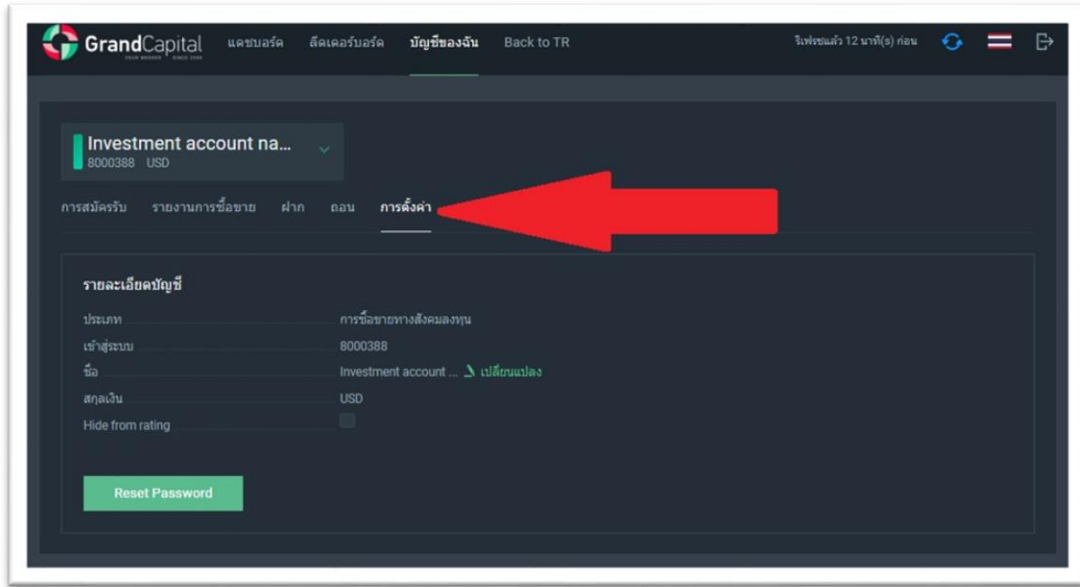 GrandCapital แดชบอร์ด ลีดเดอร์บอร์ด บัญชีของฉัน Back to TR รีเฟรชแล้ว 12 นาที(s) ก่อน
YOUR BROKER SINCE 2006
Investment account na...
8000388 USD
การสมัครรับ รายงานการซื้อขาย ฝาก ถอน การตั้งค่า
รายละเอียดบัญชี
ประเภท การซื้อขายทางสังคมลงทุน
เข้าสู่ระบบ 8000388
ชื่อ Investment account ... เปลี่ยนแปลง
สกุลเงิน USD
Hide from rating
Reset Password